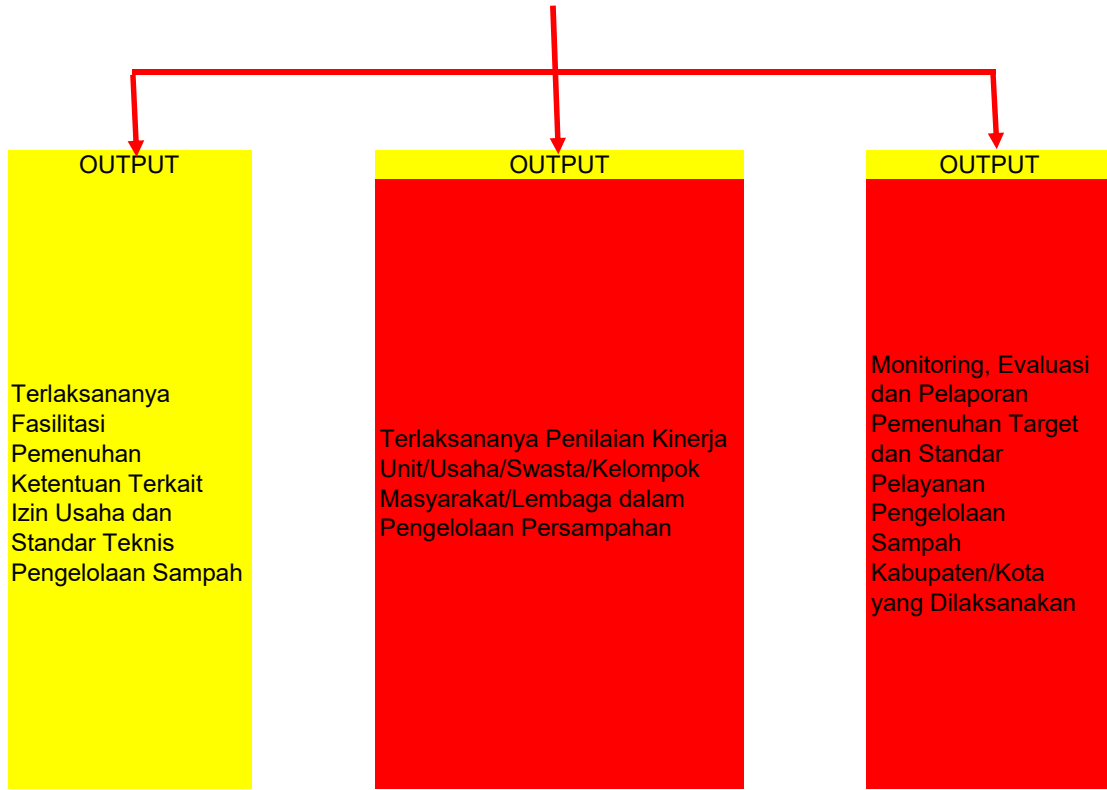 OUTPUT
Terlaksananya
Fasilitasi
Pemenuhan
Ketentuan Terkait
Izin Usaha dan
Standar Teknis
Pengelolaan Sampah
OUTPUT
Terlaksananya Penilaian Kinerja
Unit/Usaha/Swasta/Kelompok
Masyarakat/Lembaga dalam
Pengelolaan Persampahan
OUTPUT
Monitoring, Evaluasi
dan Pelaporan
Pemenuhan Target
dan Standar
Pelayanan
Pengelolaan
Sampah
Kabupaten/Kota
yang Dilaksanakan